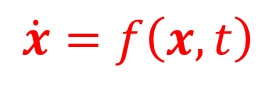 ẋ = f(x, t)